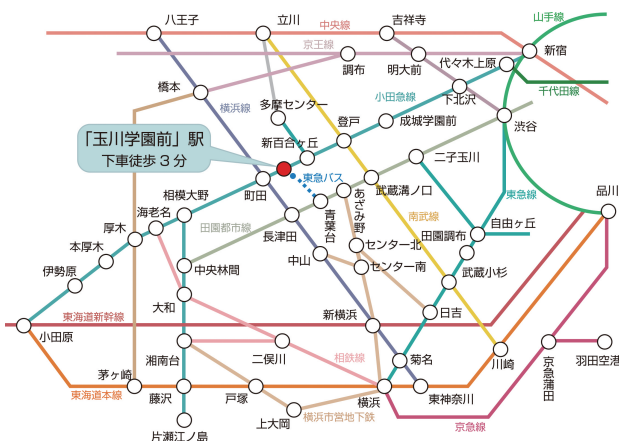 山手線
八王子
立川
中央線
吉祥寺
新宿
京王線
調布
明大前
代々木上原
橋本
横浜線
多摩センター
小田急線
下北沢
千代田線
登戸
成城学園前
渋谷
「玉川学園前」駅
下車徒歩3分
新百合ヶ丘
二子玉川
東急バス
町田
あざみ野
武蔵溝ノ口
東急線
品川
相模大野
海老名
青葉台
南武線
自由ヶ丘
厚木
田園都市線
長津田
田園調布
本厚木
中山
センター北
センター南
武蔵小杉
伊勢原
中央林間
大和
新横浜
日吉
東海道新幹線
小田原
湘南台
二俣川
相鉄線
菊名
川崎
京急蒲田
羽田空港
茅ヶ崎
東海道本線
藤沢
戸塚
横浜
東神奈川
上大岡
横浜市営地下鉄
京急線
片瀬江ノ島